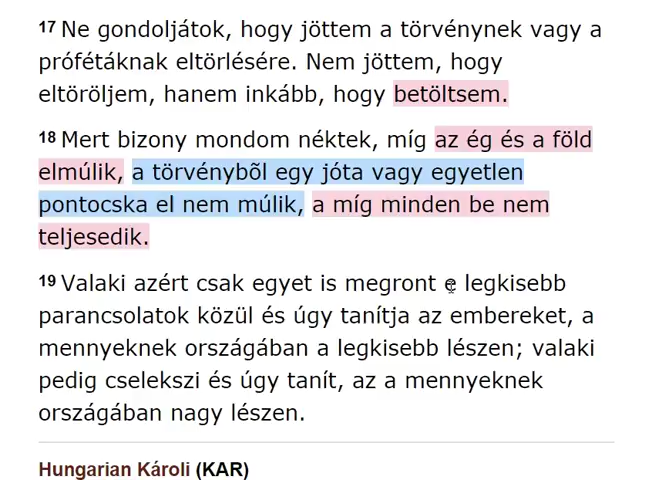 17 Ne gondoljátok, hogy jöttem a törvénynek vagy a
prófétáknak eltörlésére. Nem jöttem, hogy
eltöröljem, hanem inkább, hogy betöltsem.
18 Mert bizony mondom néktek, míg az ég és a föld
elmúlik, a törvénybõl egy jóta vagy egyetlen
pontocska el nem múlik, a míg minden be nem
teljesedik.
19 Valaki azért csak egyet is megront e legkisebb
parancsolatok közül és úgy tanítja az embereket, a
mennyeknek országában a legkisebb lészen; valaki
pedig cselekszi és úgy tanít, az a mennyeknek
országában nagy lészen.
Hungarian Károli (KAR)